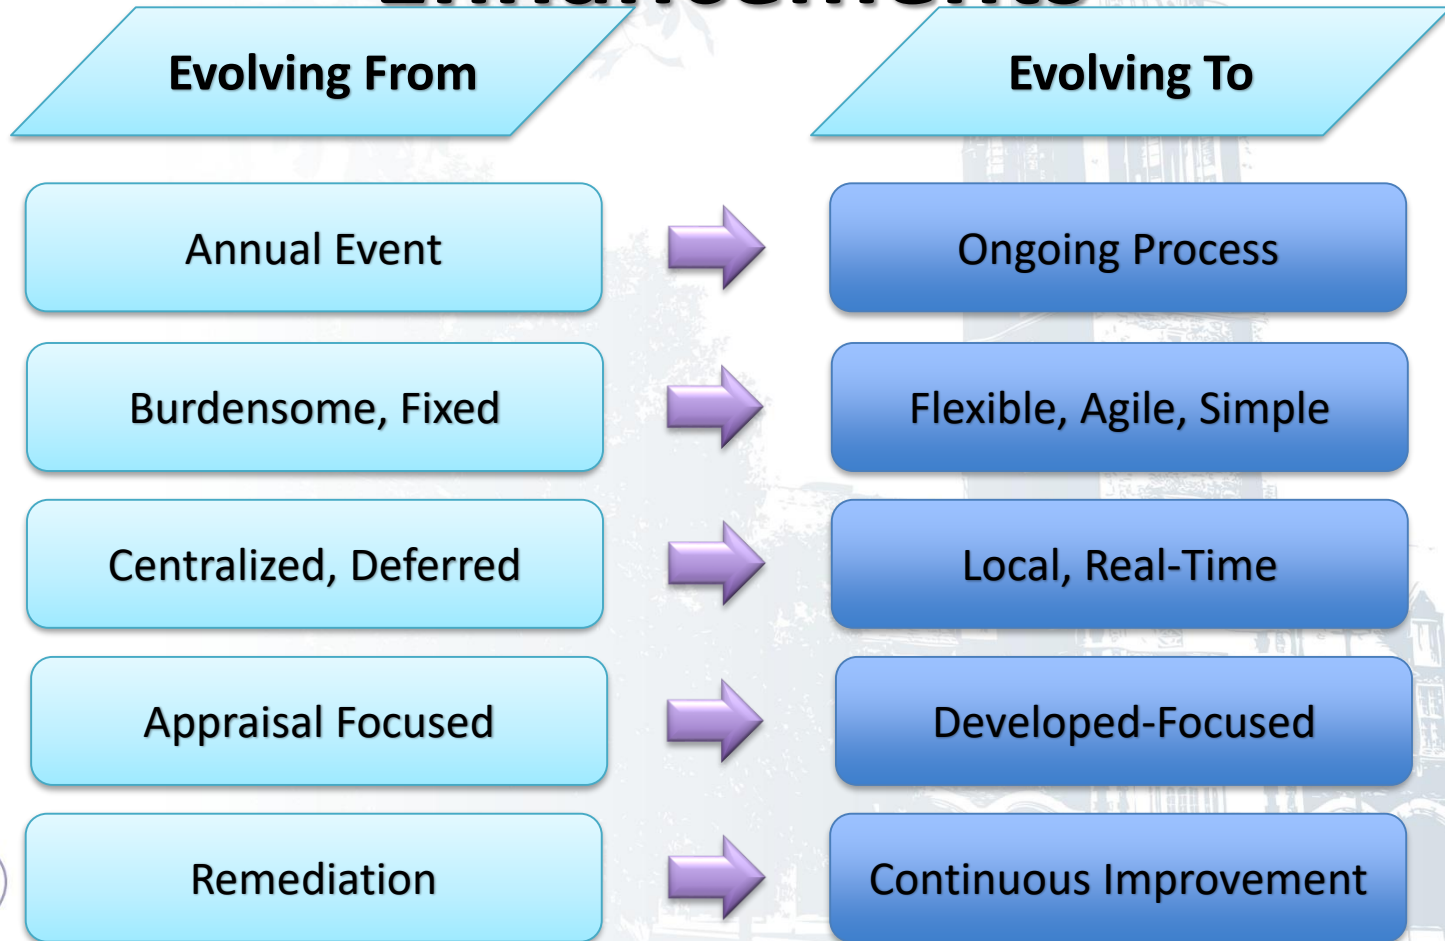 Enhancements
Evolving From
Evolving To
Annual Event
Ongoing Process
Burdensome, Fixed
Flexible, Agile, Simple
Centralized, Deferred
Local, Real-Time
Appraisal Focused
Developed-Focused
Remediation
Continuous Improvement